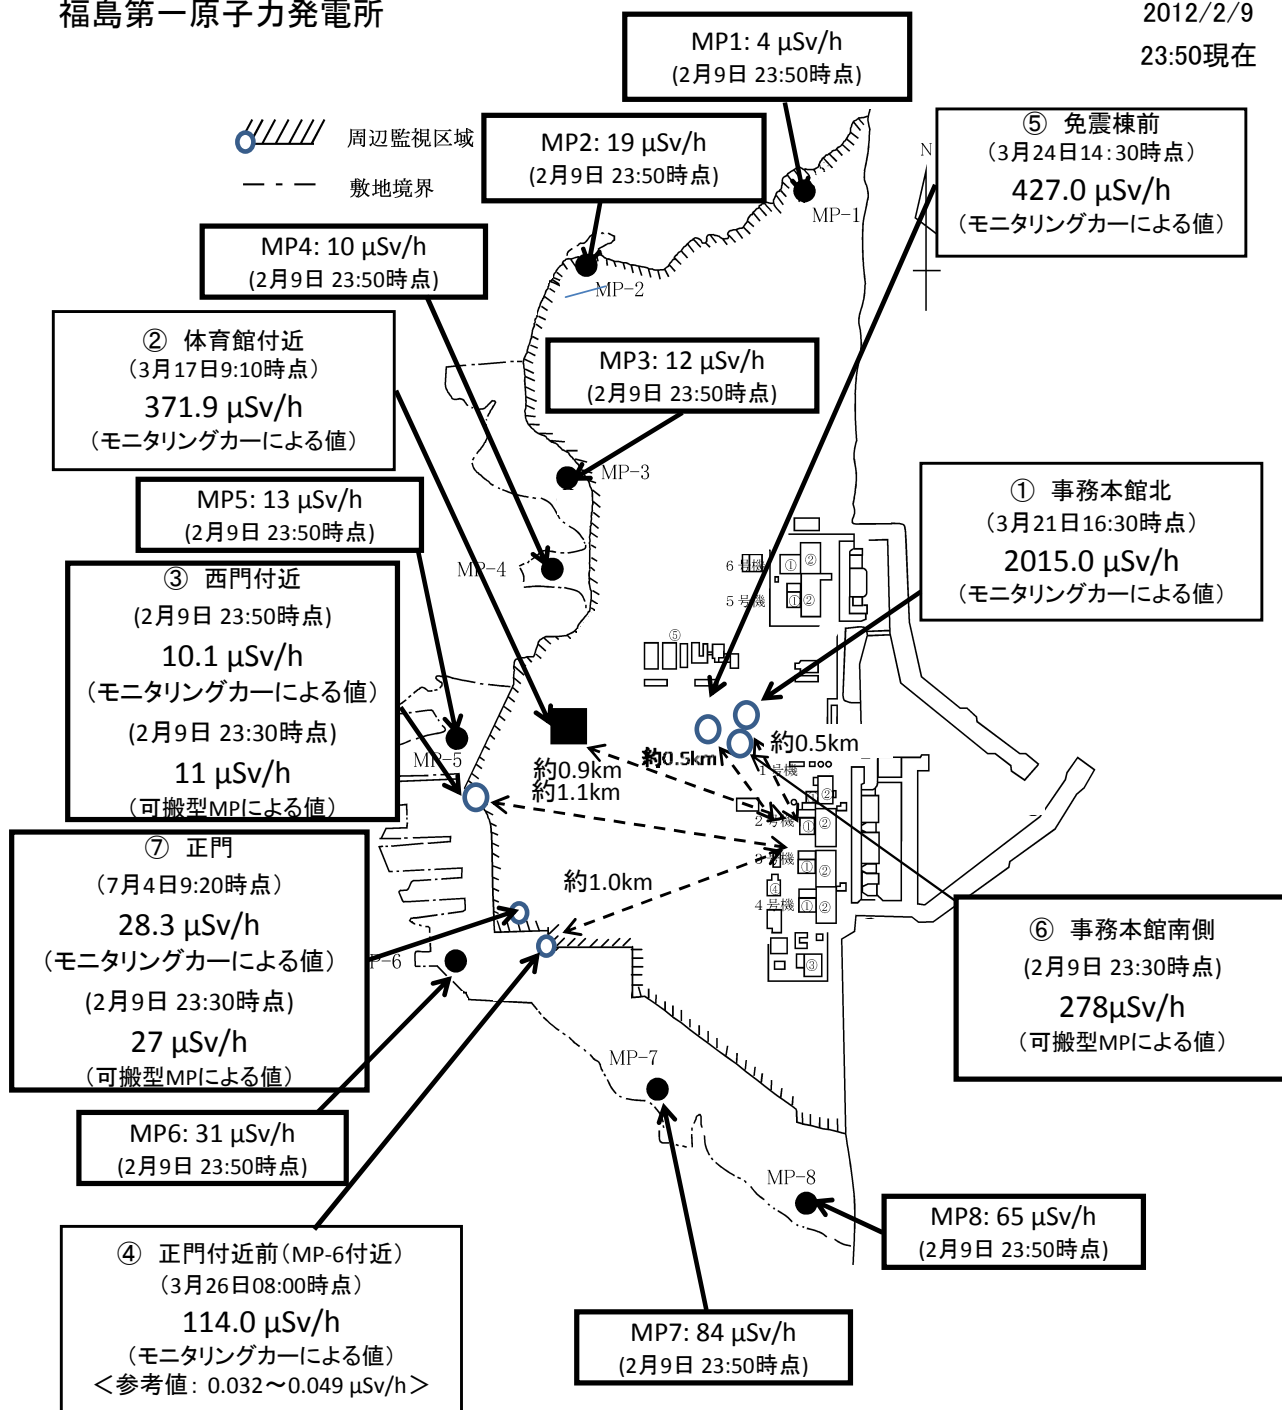 福島第一原子力発電所
2012/2/9
23:50現在
周辺監視区域
敷地境界
MP1: 4 μSv/h
(2月9日 23:50時点)
MP2: 19 μSv/h
(2月9日 23:50時点)
MP4: 10 μSv/h
(2月9日 23:50時点)
⑤ 免震棟前
(3月24日14:30時点)
427.0 μSv/h
(モニタリングカーによる値)
N
MP-1
MP-2
② 体育館付近
(3月17日9:10時点)
371.9 μSv/h
(モニタリングカーによる値)
MP3: 12 μSv/h
(2月9日 23:50時点)
MP-3
MP5: 13 μSv/h
(2月9日 23:50時点)
① 事務本館北
(3月21日16:30時点)
2015.0 μSv/h
(モニタリングカーによる値)
MP-4
6号機
① ②
5号機
① ②
③ 西門付近
(2月9日 23:50時点)
10.1 μSv/h
(モニタリングカーによる値)
(2月9日 23:30時点)
11 μSv/h
(可搬型MPによる値)
⑤
MP-5
約0.9km
約1.1km
約0.5km
約0.5km
1号機
②
2号機
① ②
3号機
① ②
④
4号機
① ②
③
約1.0km
⑦ 正門
(7月4日9:20時点)
28.3 μSv/h
(モニタリングカーによる値)
(2月9日 23:30時点)
27 μSv/h
(可搬型MPによる値)
P-6
⑥ 事務本館南側
(2月9日 23:30時点)
278μSv/h
(可搬型MPによる値)
MP-7
MP6: 31 μSv/h
(2月9日 23:50時点)
MP-8
MP8: 65 μSv/h
(2月9日 23:50時点)
④ 正門付近前(MP-6付近)
(3月26日08:00時点)
114.0 μSv/h
(モニタリングカーによる値)
<参考値: 0.032～0.049 μSv/h>
MP7: 84 μSv/h
(2月9日 23:50時点)